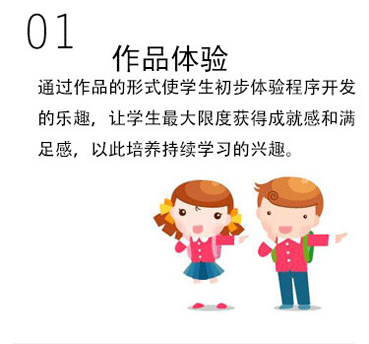 01
作品体验
通过作品的形式使学生初步体验程序开发
的乐趣，让学生最大限度获得成就感和满
足感，以此培养持续学习的兴趣。